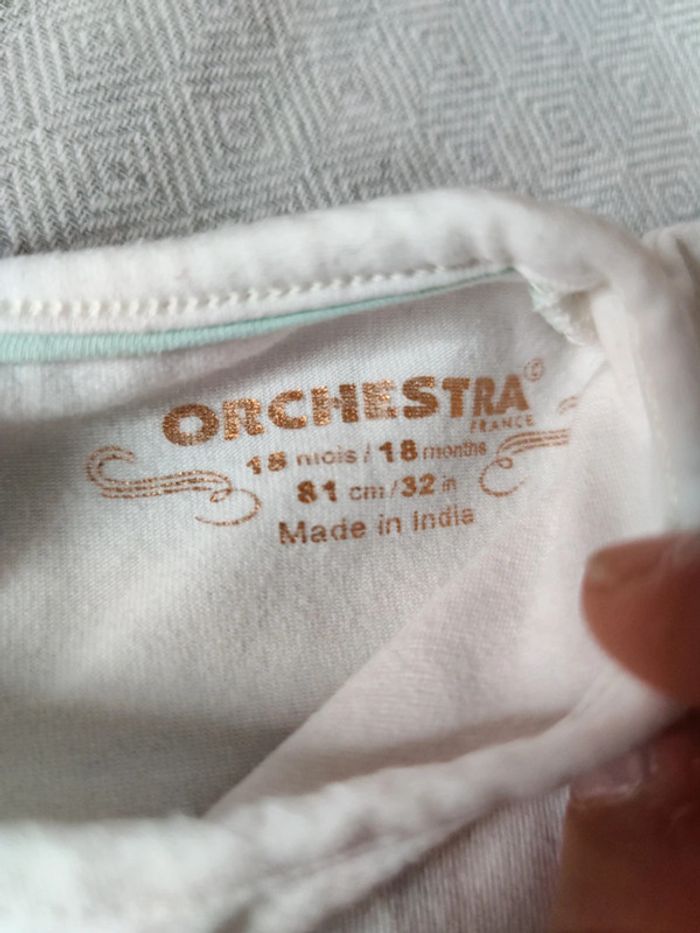 ORCHESTRA©
FRANCE
18 mois / 18 months
81 cm/32 in
Made in India